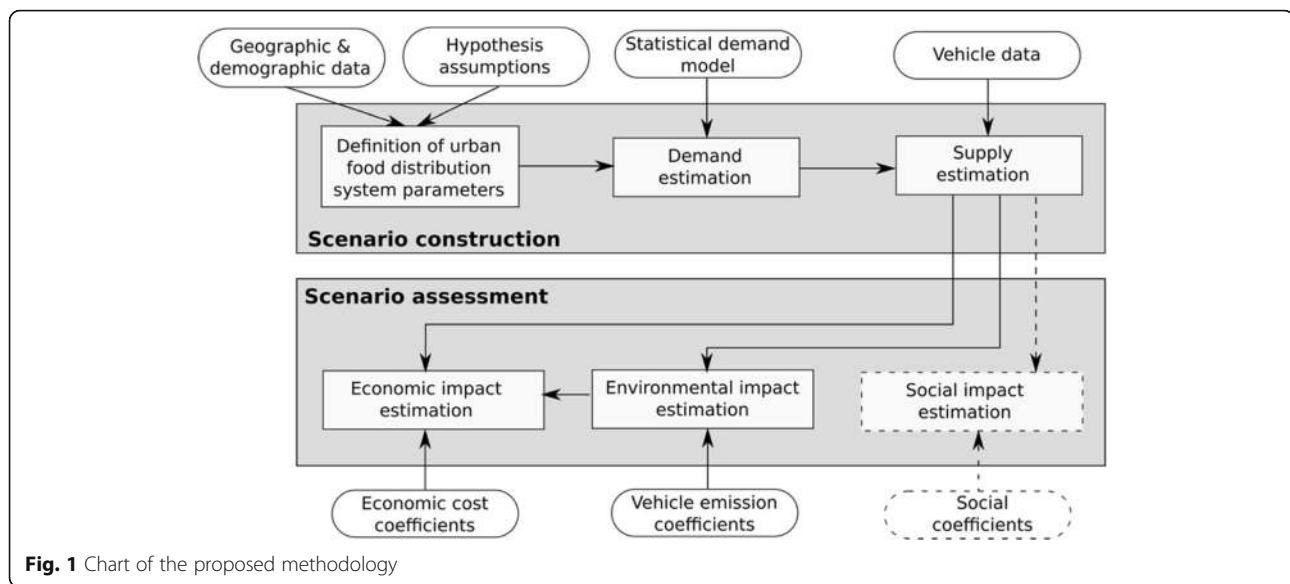 Geographic &
demographic data
Hypothesis
assumptions
Statistical demand
model
Vehicle data
Definition of urban
food distribution
system parameters
Demand
estimation
Supply
estimation
Scenario construction
Scenario assessment
Economic impact
estimation
Environmental impact
estimation
Social impact
estimation
Economic cost
coefficients
Vehicle emission
coefficients
Social
coefficients
Fig. 1 Chart of the proposed methodology